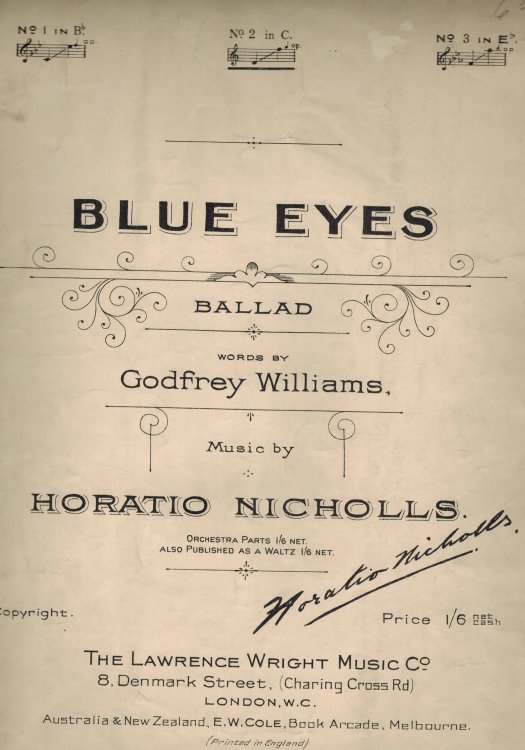 Nº 1 IN B♭
Nº 2 in C.
Nº 3 IN E♭.
op.
op.
op.
BLUE EYES
BALLAD
WORDS BY
Godfrey Williams,
Music by
HORATIO NICHOLLS.
ORCHESTRA PARTS 1/6 NET.
ALSO PUBLISHED AS A WALTZ 1/6 NET.
Horatio Nicholls.
Copyright.
Price 1/6 net cash
THE LAWRENCE WRIGHT MUSIC Cº
8, Denmark Street, (Charing Cross Rd)
LONDON, W.C.
Australia & New Zealand, E.W. COLE, Book Arcade, Melbourne.
(Printed in England)